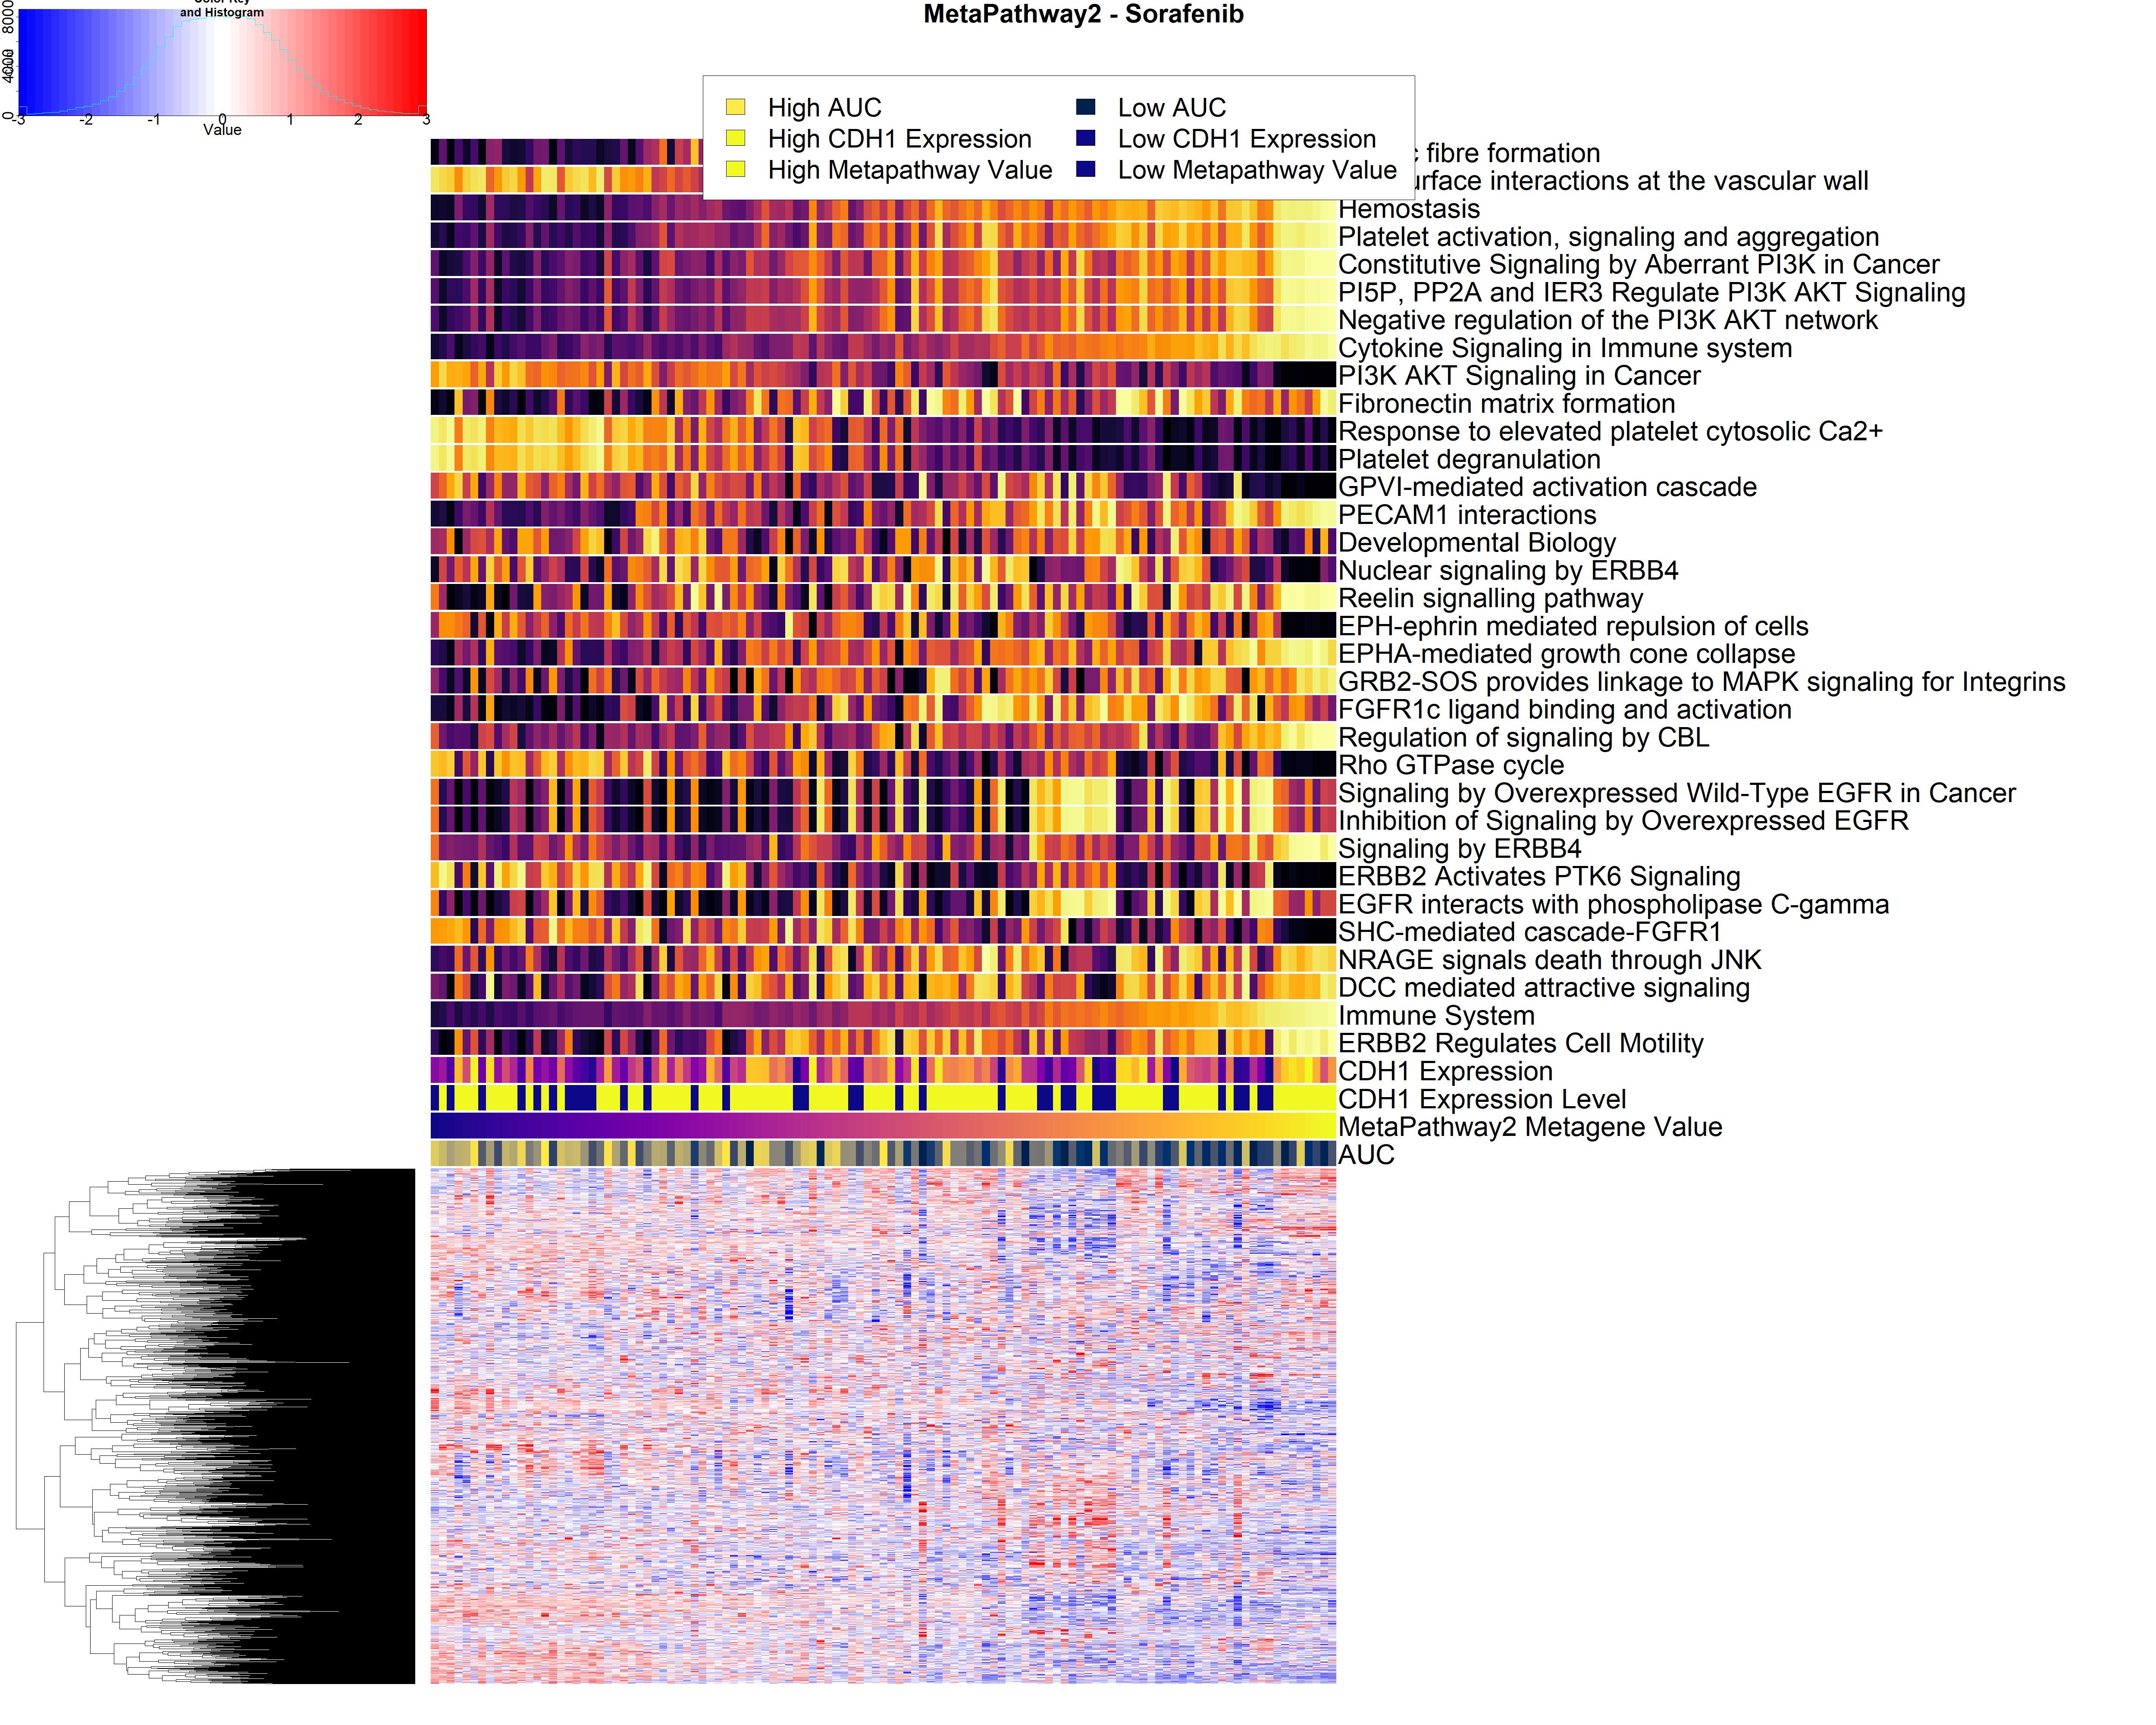 MetaPathway2 - Sorafenib
Color Key
and Histogram
0 4000 8000
-3 -2 -1 0 1 2 3
Value
High AUC Low AUC
High CDH1 Expression Low CDH1 Expression
High Metapathway Value Low Metapathway Value
fibre formation
interactions at the vascular wall
Hemostasis
Platelet activation, signaling and aggregation
Constitutive Signaling by Aberrant PI3K in Cancer
PI5P, PP2A and IER3 Regulate PI3K AKT Signaling
Negative regulation of the PI3K AKT network
Cytokine Signaling in Immune system
PI3K AKT Signaling in Cancer
Fibronectin matrix formation
Response to elevated platelet cytosolic Ca2+
Platelet degranulation
GPVI-mediated activation cascade
PECAM1 interactions
Developmental Biology
Nuclear signaling by ERBB4
Reelin signalling pathway
EPH-ephrin mediated repulsion of cells
EPHA-mediated growth cone collapse
GRB2-SOS provides linkage to MAPK signaling for Integrins
FGFR1c ligand binding and activation
Regulation of signaling by CBL
Rho GTPase cycle
Signaling by Overexpressed Wild-Type EGFR in Cancer
Inhibition of Signaling by Overexpressed EGFR
Signaling by ERBB4
ERBB2 Activates PTK6 Signaling
EGFR interacts with phospholipase C-gamma
SHC-mediated cascade-FGFR1
NRAGE signals death through JNK
DCC mediated attractive signaling
Immune System
ERBB2 Regulates Cell Motility
CDH1 Expression
CDH1 Expression Level
MetaPathway2 Metagene Value
AUC